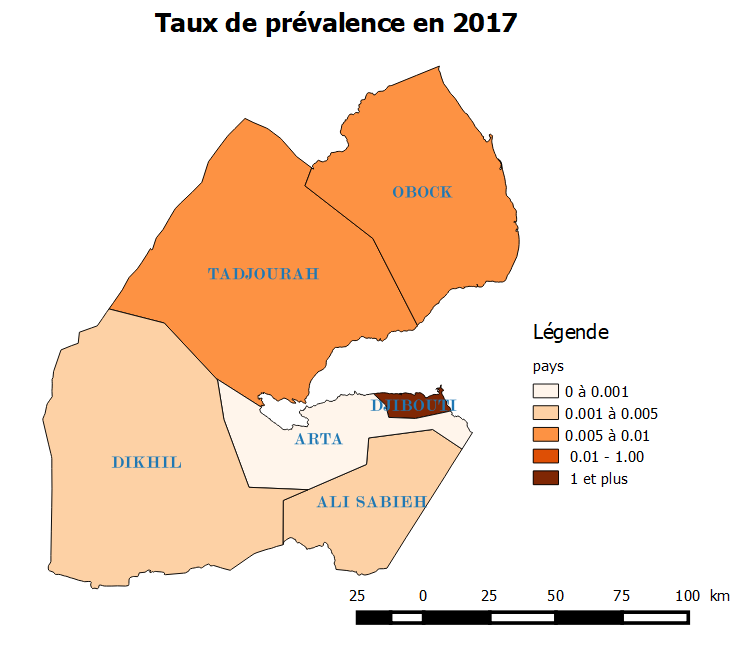 Taux de prévalence en 2017
OBOCK
TADJOURAH
Légende
pays
0 à 0.001
0.001 à 0.005
0.005 à 0.01
0.01 - 1.00
1 et plus
DJIBOUTI
ARTA
DIKHIL
ALI SABIEH
25 0 25 50 75 100 km